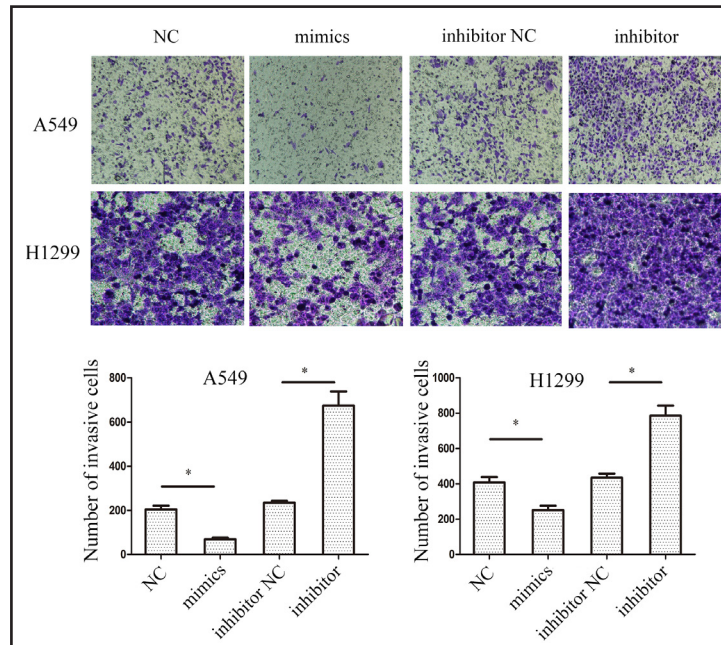 NC mimics inhibitor NC inhibitor
A549
H1299
A549
Number of invasive cells
800
600
400
200
0
*
*
NC mimics inhibitor NC inhibitor
H1299
Number of invasive cells
1000
800
600
400
200
0
*
*
NC mimics inhibitor NC inhibitor